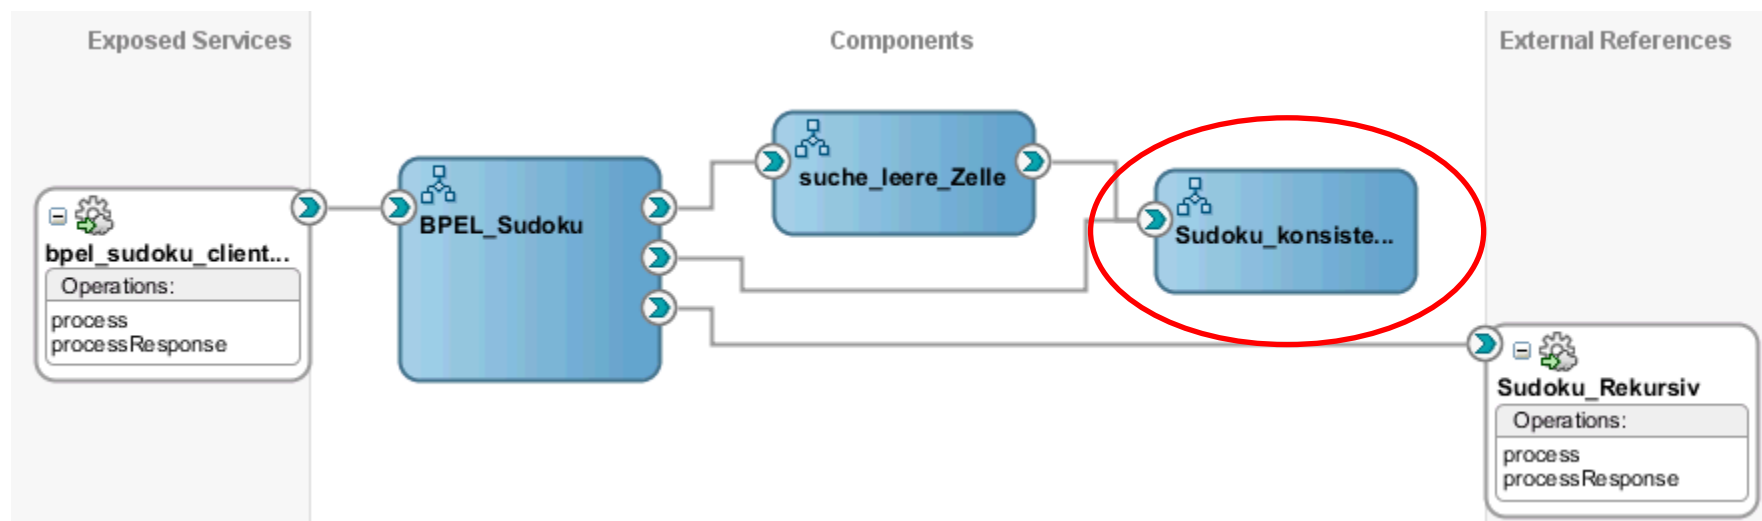 Exposed Services
Components
External References
bpel_sudoku_client...
Operations:
process
processResponse
BPEL_Sudoku
suche_leere_Zelle
Sudoku_konsiste...
Sudoku_Rekursiv
Operations:
process
processResponse